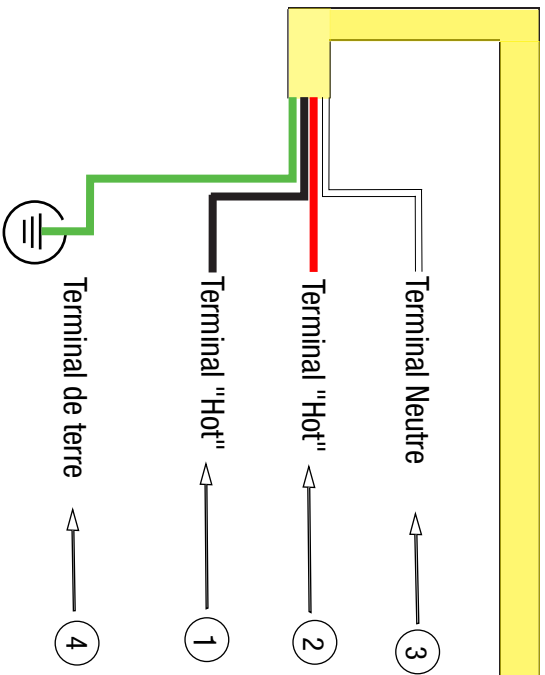 Terminal Neutre 3
Terminal "Hot" 2
Terminal "Hot" 1
Terminal de terre 4